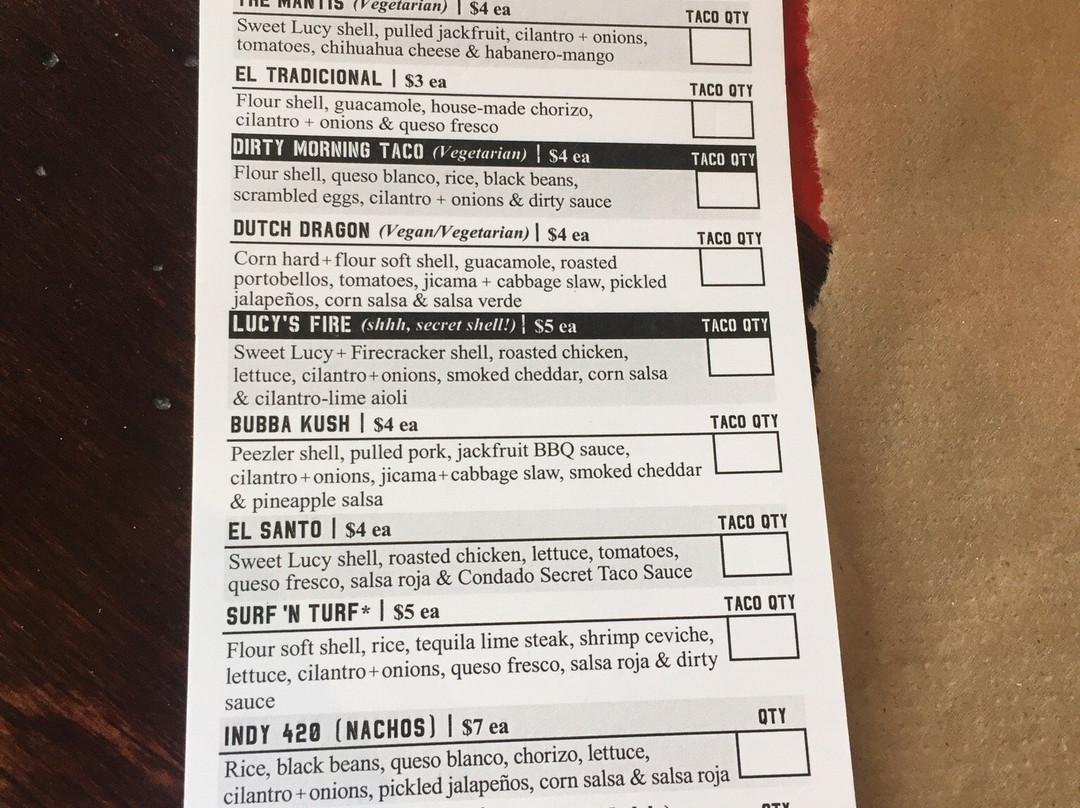 THE MANTIS (Vegetarian) | $4 ea
TACO QTY
Sweet Lucy shell, pulled jackfruit, cilantro + onions,
tomatoes, chihuahua cheese & habanero-mango
EL TRADICIONAL | $3 ea
TACO QTY
Flour shell, guacamole, house-made chorizo,
cilantro + onions & queso fresco
DIRTY MORNING TACO (Vegetarian) | $4 ea
TACO QTY
Flour shell, queso blanco, rice, black beans,
scrambled eggs, cilantro + onions & dirty sauce
DUTCH DRAGON (Vegan/Vegetarian) | $4 ea
TACO QTY
Corn hard+flour soft shell, guacamole, roasted
portobellos, tomatoes, jicama + cabbage slaw, pickled
jalapeños, corn salsa & salsa verde
LUCY'S FIRE (shhh, secret shell!) | $5 ea
TACO QTY
Sweet Lucy + Firecracker shell, roasted chicken,
lettuce, cilantro+onions, smoked cheddar, corn salsa
& cilantro-lime aioli
BUBBA KUSH | $4 ea
TACO QTY
Peezler shell, pulled pork, jackfruit BBQ sauce,
cilantro+onions, jicama+cabbage slaw, smoked cheddar
& pineapple salsa
EL SANTO | $4 ea
TACO QTY
Sweet Lucy shell, roasted chicken, lettuce, tomatoes,
queso fresco, salsa roja & Condado Secret Taco Sauce
SURF 'N TURF* | $5 ea
TACO QTY
Flour soft shell, rice, tequila lime steak, shrimp ceviche,
lettuce, cilantro+onions, queso fresco, salsa roja & dirty
sauce
INDY 420 (NACHOS) | $7 ea
QTY
Rice, black beans, queso blanco, chorizo, lettuce,
cilantro+onions, pickled jalapeños, corn salsa & salsa roja
QTY